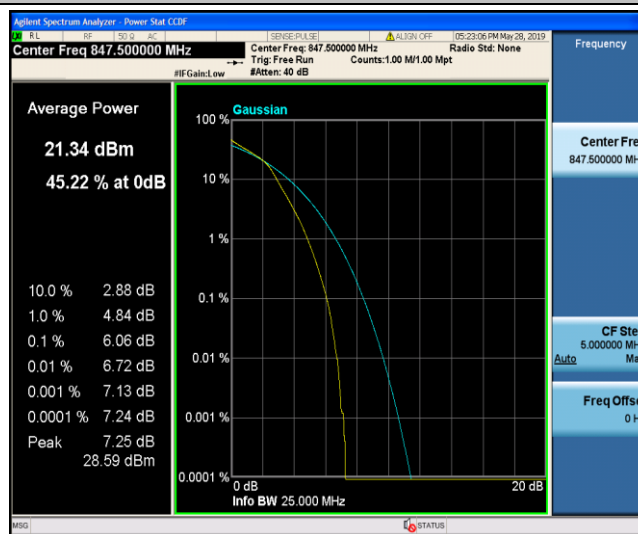 Agilent Spectrum Analyzer - Power Stat CCDF
RL RF 50 Ω AC SENSE:PULSE ALIGN OFF 05:23:06 PM May 28, 2019
Center Freq 847.500000 MHz
Center Freq: 847.500000 MHz Radio Std: None
Trig: Free Run Counts:1.00 M/1.00 Mpt
#IFGain:Low #Atten: 40 dB
Frequency
Average Power
21.34 dBm
45.22 % at 0dB
10.0 % 2.88 dB
1.0 % 4.84 dB
0.1 % 6.06 dB
0.01 % 6.72 dB
0.001 % 7.13 dB
0.0001 % 7.24 dB
Peak 7.25 dB
28.59 dBm
Gaussian
100 %
10 %
1 %
0.1 %
0.01 %
0.001 %
0.0001 %
0 dB 20 dB
Info BW 25.000 MHz
Center Fre
847.500000 MH
CF Ste
5.000000 MH
Auto Ma
Freq Offse
0 H
MSG STATUS